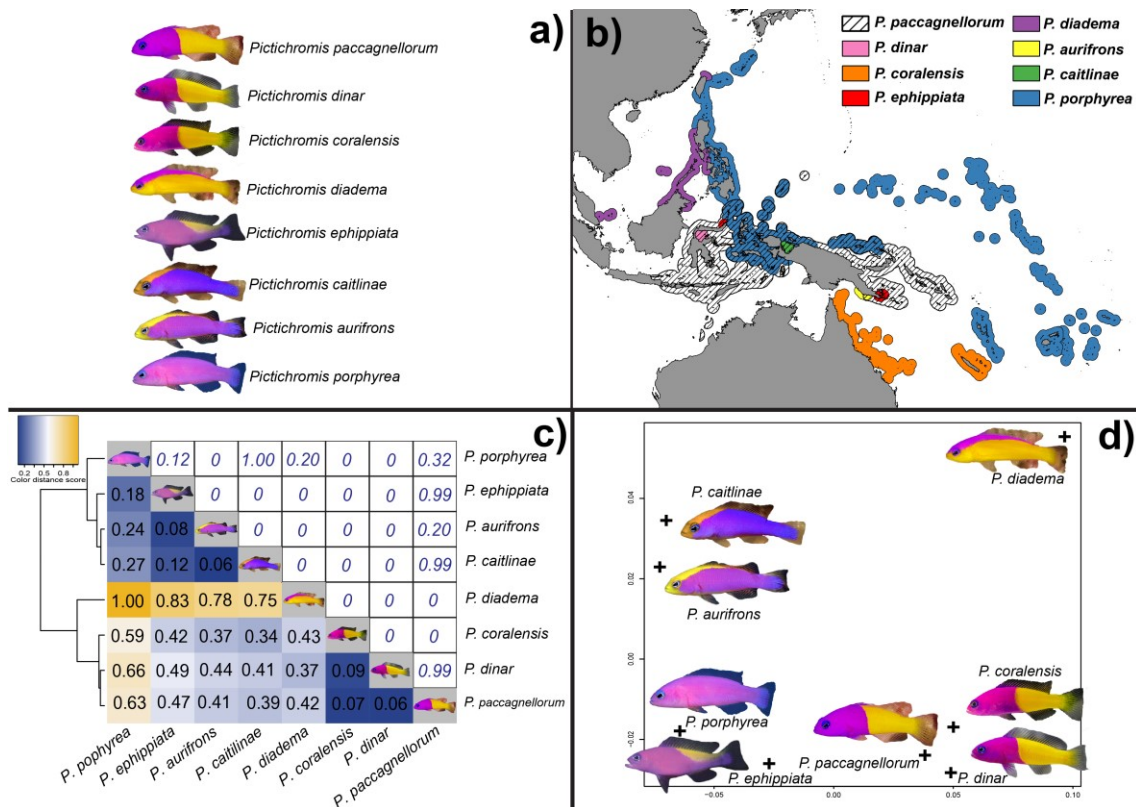 a)
Pictichromis paccagnellorum
Pictichromis dinar
Pictichromis coralensis
Pictichromis diadema
Pictichromis ephippiata
Pictichromis caitlinae
Pictichromis aurifrons
Pictichromis porphyrea
b)
P. paccagnellorum P. diadema
P. dinar P. aurifrons
P. coralensis P. caitlinae
P. ephippiata P. porphyrea
c)
0.2 0.5 0.8
Color distance score
0.12 0 1.00 0.20 0 0 0.32 P. porphyrea
0.18 0 0 0 0 0 0.99 P. ephippiata
0.24 0.08 0 0 0 0 0.20 P. aurifrons
0.27 0.12 0.06 0 0 0 0.99 P. caitlinae
1.00 0.83 0.78 0.75 0 0 0 P. diadema
0.59 0.42 0.37 0.34 0.43 0 0 P. coralensis
0.66 0.49 0.44 0.41 0.37 0.09 0.99 P. dinar
0.63 0.47 0.41 0.39 0.42 0.07 0.06 P. paccagnellorum
P. pophyrea
P. ephippiata
P. aurifrons
P. caitlinae
P. diadema
P. coralensis
P. dinar
P. paccagnellorum
d)
P. diadema
P. caitlinae
P. aurifrons
P. coralensis
P. porphyrea
P. paccagnellorum
P. ephippiata
P. dinar
0.04
0.02
0.00
-0.02
-0.05 0.00 0.05 0.10